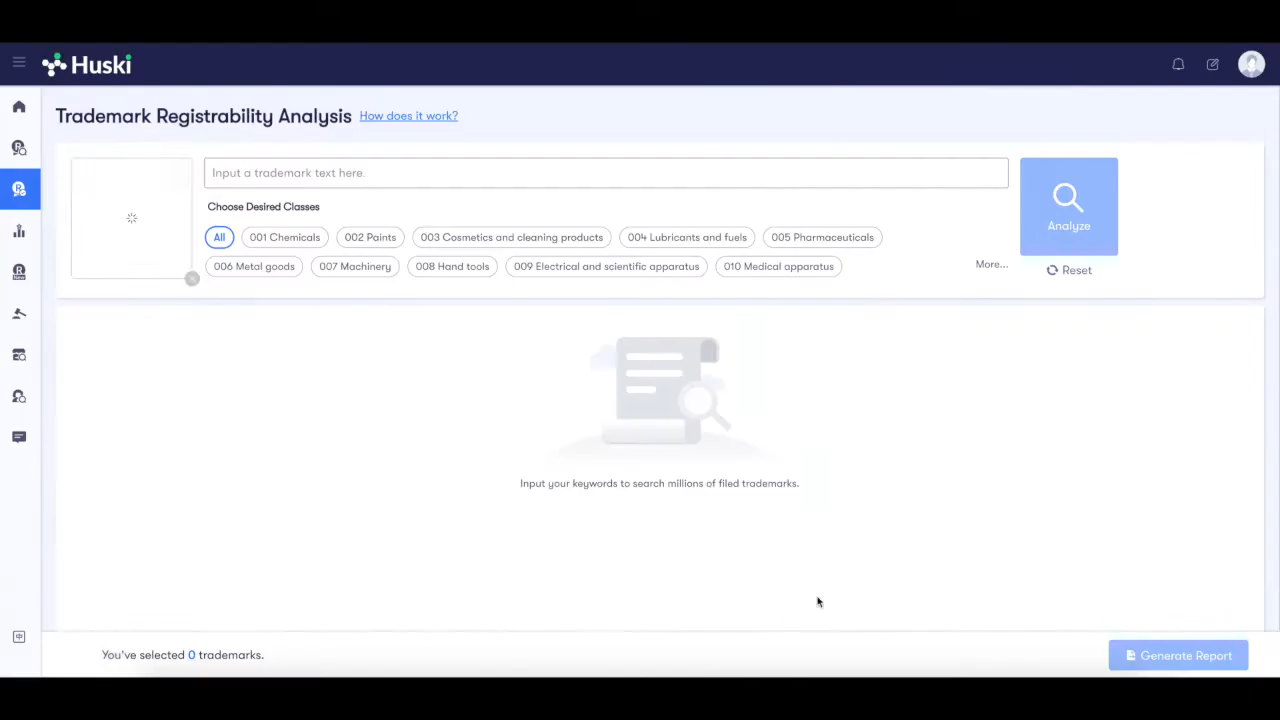 Huski
Trademark Registrability Analysis How does it work?
Input a trademark text here.
Choose Desired Classes
All 001 Chemicals 002 Paints 003 Cosmetics and cleaning products 004 Lubricants and fuels 005 Pharmaceuticals
006 Metal goods 007 Machinery 008 Hand tools 009 Electrical and scientific apparatus 010 Medical apparatus More...
Analyze
Reset
Input your keywords to search millions of filed trademarks.
You've selected 0 trademarks.
Generate Report